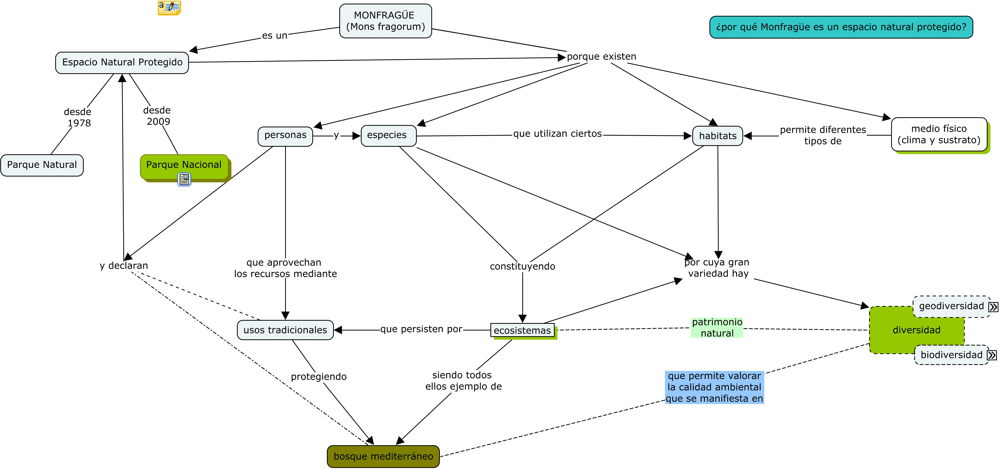 MONFRAGÜE
(Mons fragorum)
¿por qué Monfragüe es un espacio natural protegido?
es un
Espacio Natural Protegido
porque existen
desde
1978
desde
2009
Parque Natural
Parque Nacional
personas
y
especies
que utilizan ciertos
habitats
permite diferentes
tipos de
medio físico
(clima y sustrato)
y declaran
que aprovechan
los recursos mediante
constituyendo
por cuya gran
variedad hay
usos tradicionales
que persisten por
ecosistemas
patrimonio
natural
geodiversidad
diversidad
biodiversidad
protegiendo
siendo todos
ellos ejemplo de
que permite valorar
la calidad ambiental
que se manifiesta en
bosque mediterráneo